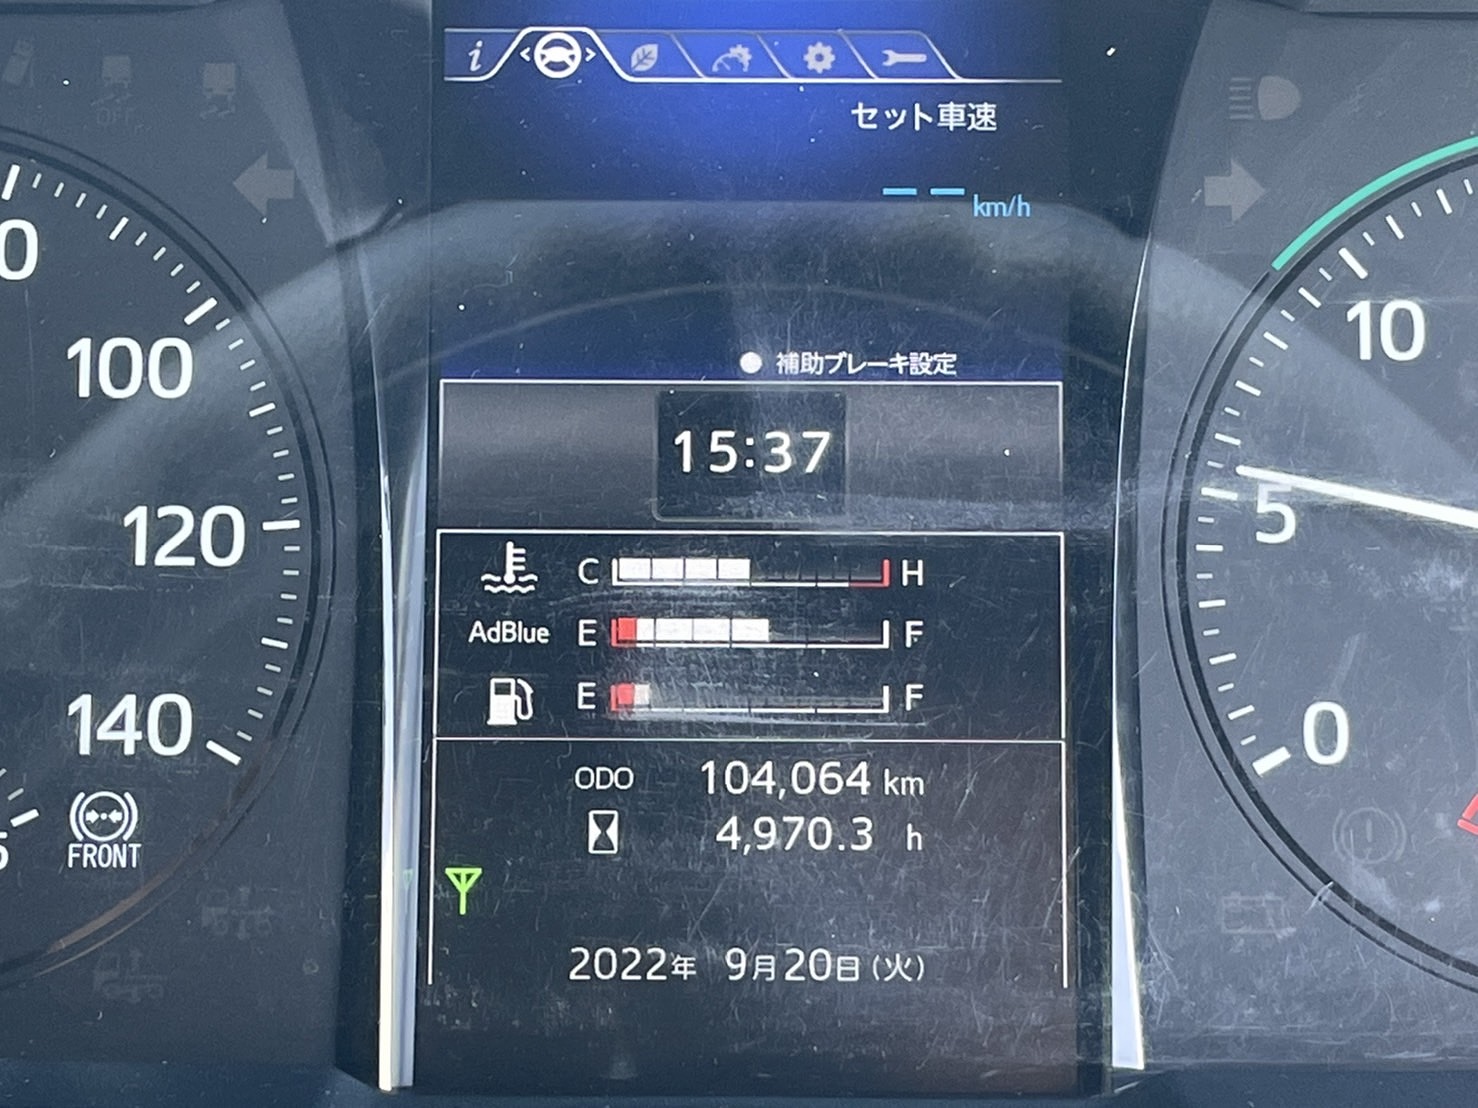 i
セット車速
km/h
補助ブレーキ設定
15:37
C H
AdBlue E F
E F
ODO 104,064 km
4,970.3 h
2022年 9月20日(火)
100
120
140
FRONT
OFF
10
5
0